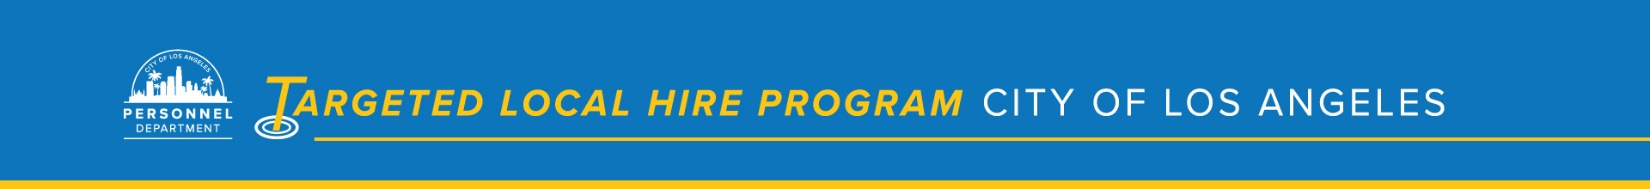 CITY OF LOS ANGELES
PERSONNEL
DEPARTMENT
TARGETED LOCAL HIRE PROGRAM CITY OF LOS ANGELES